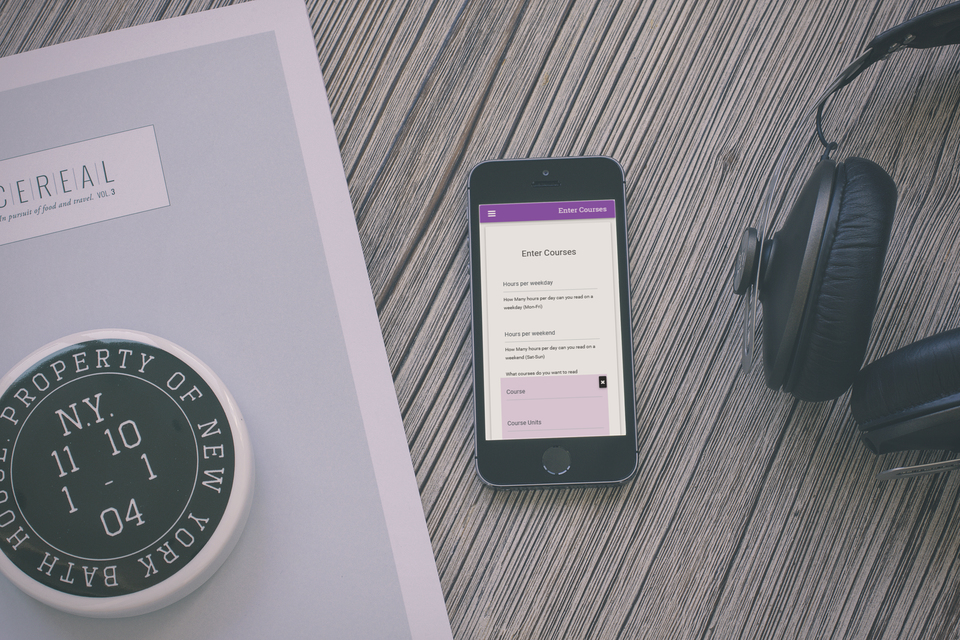 CEREAL
In pursuit of food and travel. VOL.3
PROPERTY OF NEW YORK BATH HOUSE.
N.Y.
11 10
1 - 1
04
Enter Courses
Enter Courses
Hours per weekday
How Many hours per day can you read on a
weekday (Mon-Fri)
Hours per weekend
How Many hours per day can you read on a
weekend (Sat-Sun)
What courses do you want to read
Course
Course Units